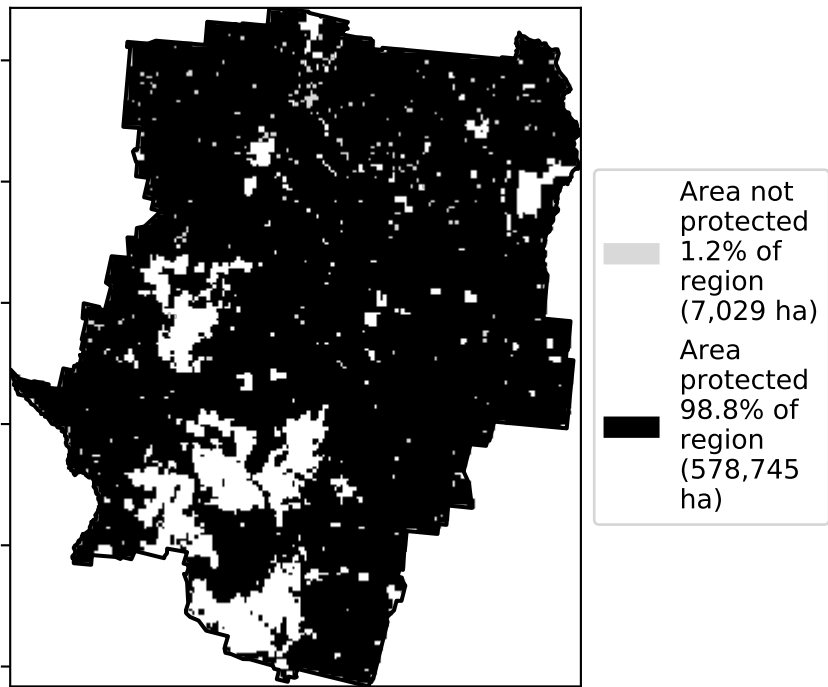 Area not
protected
1.2% of
region
(7,029 ha)
Area
protected
98.8% of
region
(578,745
ha)